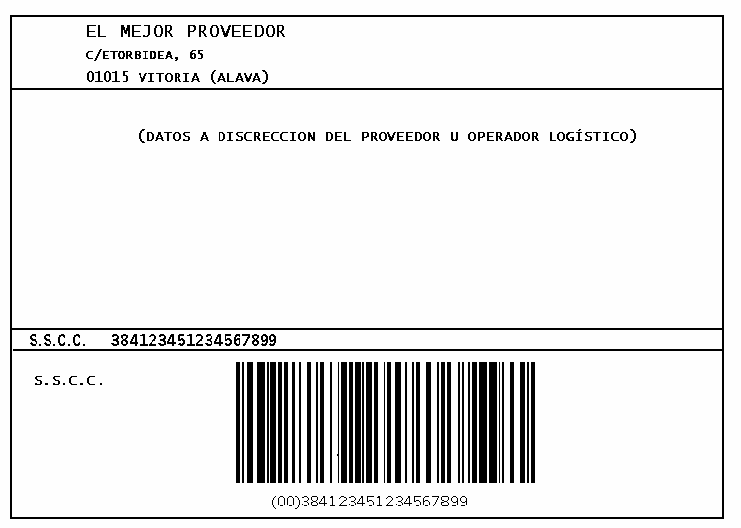 EL MEJOR PROVEEDOR
C/ETORBIDEA, 65
01015 VITORIA (ALAVA)
(DATOS A DISCRECCION DEL PROVEEDOR U OPERADOR LOGÍSTICO)
S.S.C.C. 384123451234567899
S.S.C.C.
(00)384123451234567899